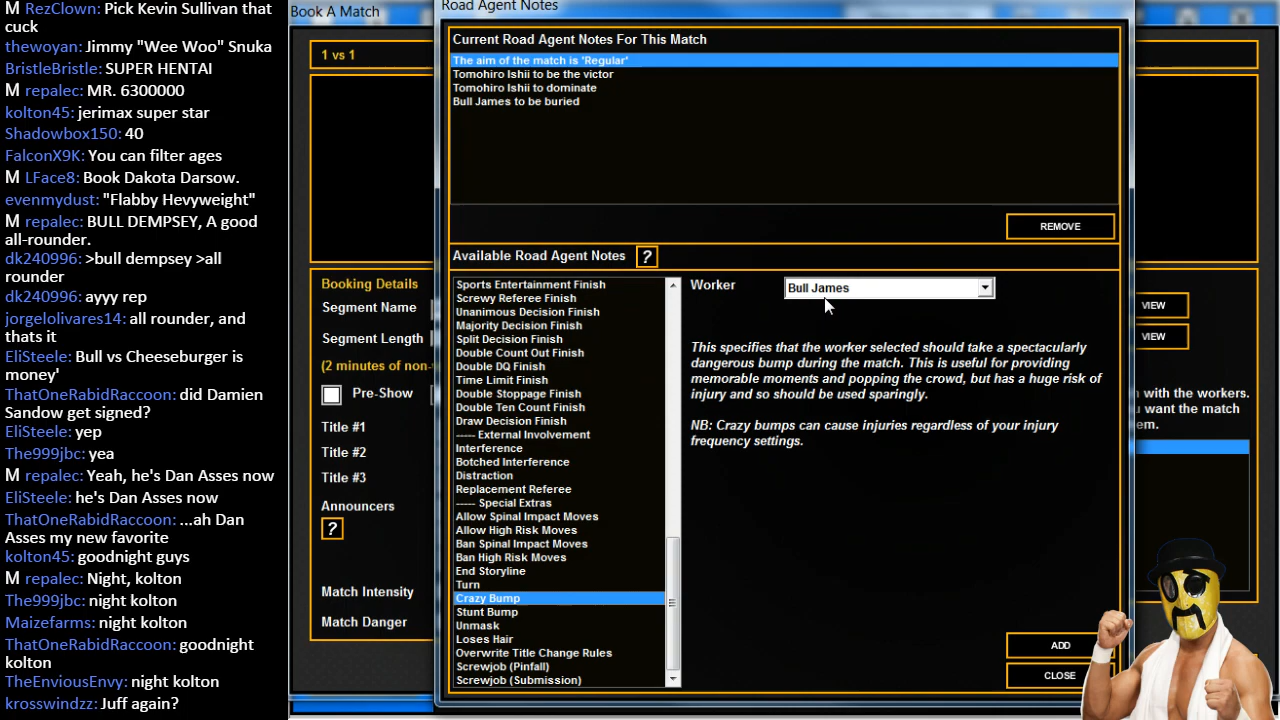 M RezClown: Pick Kevin Sullivan that
cuck
thewoyan: Jimmy "Wee Woo" Snuka
BristleBristle: SUPER HENTAI
M repalec: MR. 6300000
kolton45: jerimax super star
Shadowbox150: 40
FalconX9K: You can filter ages
M LFace8: Book Dakota Darsow.
evenmydust: "Flabby Hevyweight"
M repalec: BULL DEMPSEY, A good
all-rounder.
dk240996: >bull dempsey >all
rounder
dk240996: ayyy rep
jorgelolivares14: all rounder, and
thats it
EliSteele: Bull vs Cheeseburger is
money'
ThatOneRabidRaccoon: did Damien
Sandow get signed?
EliSteele: yep
The999jbc: yea
M repalec: Yeah, he's Dan Asses now
EliSteele: he's Dan Asses now
ThatOneRabidRaccoon: ...ah Dan
Asses my new favorite
kolton45: goodnight guys
M repalec: Night, kolton
The999jbc: night kolton
Maizefarms: night kolton
ThatOneRabidRaccoon: goodnight
kolton
TheEnviousEnvy: night kolton
krosswindzz: Juff again?
Book A Match
1 vs 1
Booking Details
Segment Name
Segment Length
(2 minutes of non-
Pre-Show
Title #1
Title #2
Title #3
Announcers
?
Match Intensity
Match Danger
Road Agent Notes
Current Road Agent Notes For This Match
The aim of the match is 'Regular'
Tomohiro Ishii to be the victor
Tomohiro Ishii to dominate
Bull James to be buried
REMOVE
Available Road Agent Notes ?
Sports Entertainment Finish
Screwy Referee Finish
Unanimous Decision Finish
Majority Decision Finish
Split Decision Finish
Double Count Out Finish
Double DQ Finish
Time Limit Finish
Double Stoppage Finish
Double Ten Count Finish
Draw Decision Finish
----- External Involvement
Interference
Botched Interference
Distraction
Replacement Referee
----- Special Extras
Allow Spinal Impact Moves
Allow High Risk Moves
Ban Spinal Impact Moves
Ban High Risk Moves
End Storyline
Turn
Crazy Bump
Stunt Bump
Unmask
Loses Hair
Overwrite Title Change Rules
Screwjob (Pinfall)
Screwjob (Submission)
Worker
Bull James
This specifies that the worker selected should take a spectacularly
dangerous bump during the match. This is useful for providing
memorable moments and popping the crowd, but has a huge risk of
injury and so should be used sparingly.
NB: Crazy bumps can cause injuries regardless of your injury
frequency settings.
ADD
CLOSE
VIEW
VIEW
with the workers.
u want the match
em.